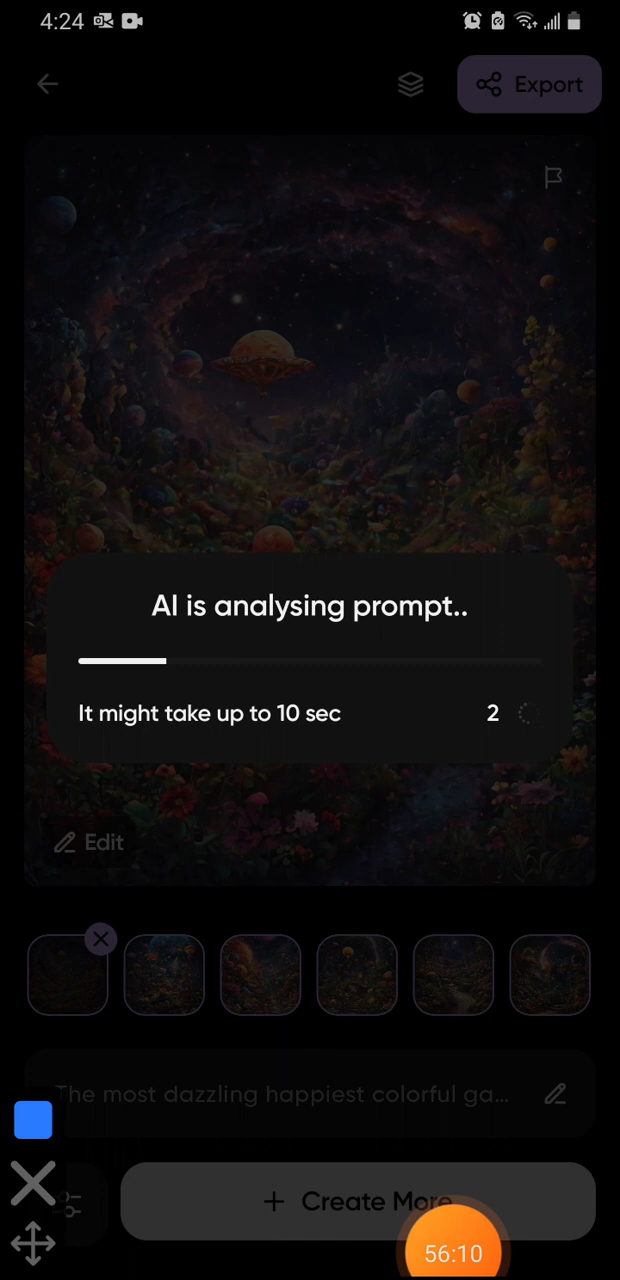 4:24
Export
AI is analysing prompt..
It might take up to 10 sec 2
Edit
The most dazzling happiest colorful ga...
+ Create More
56:10